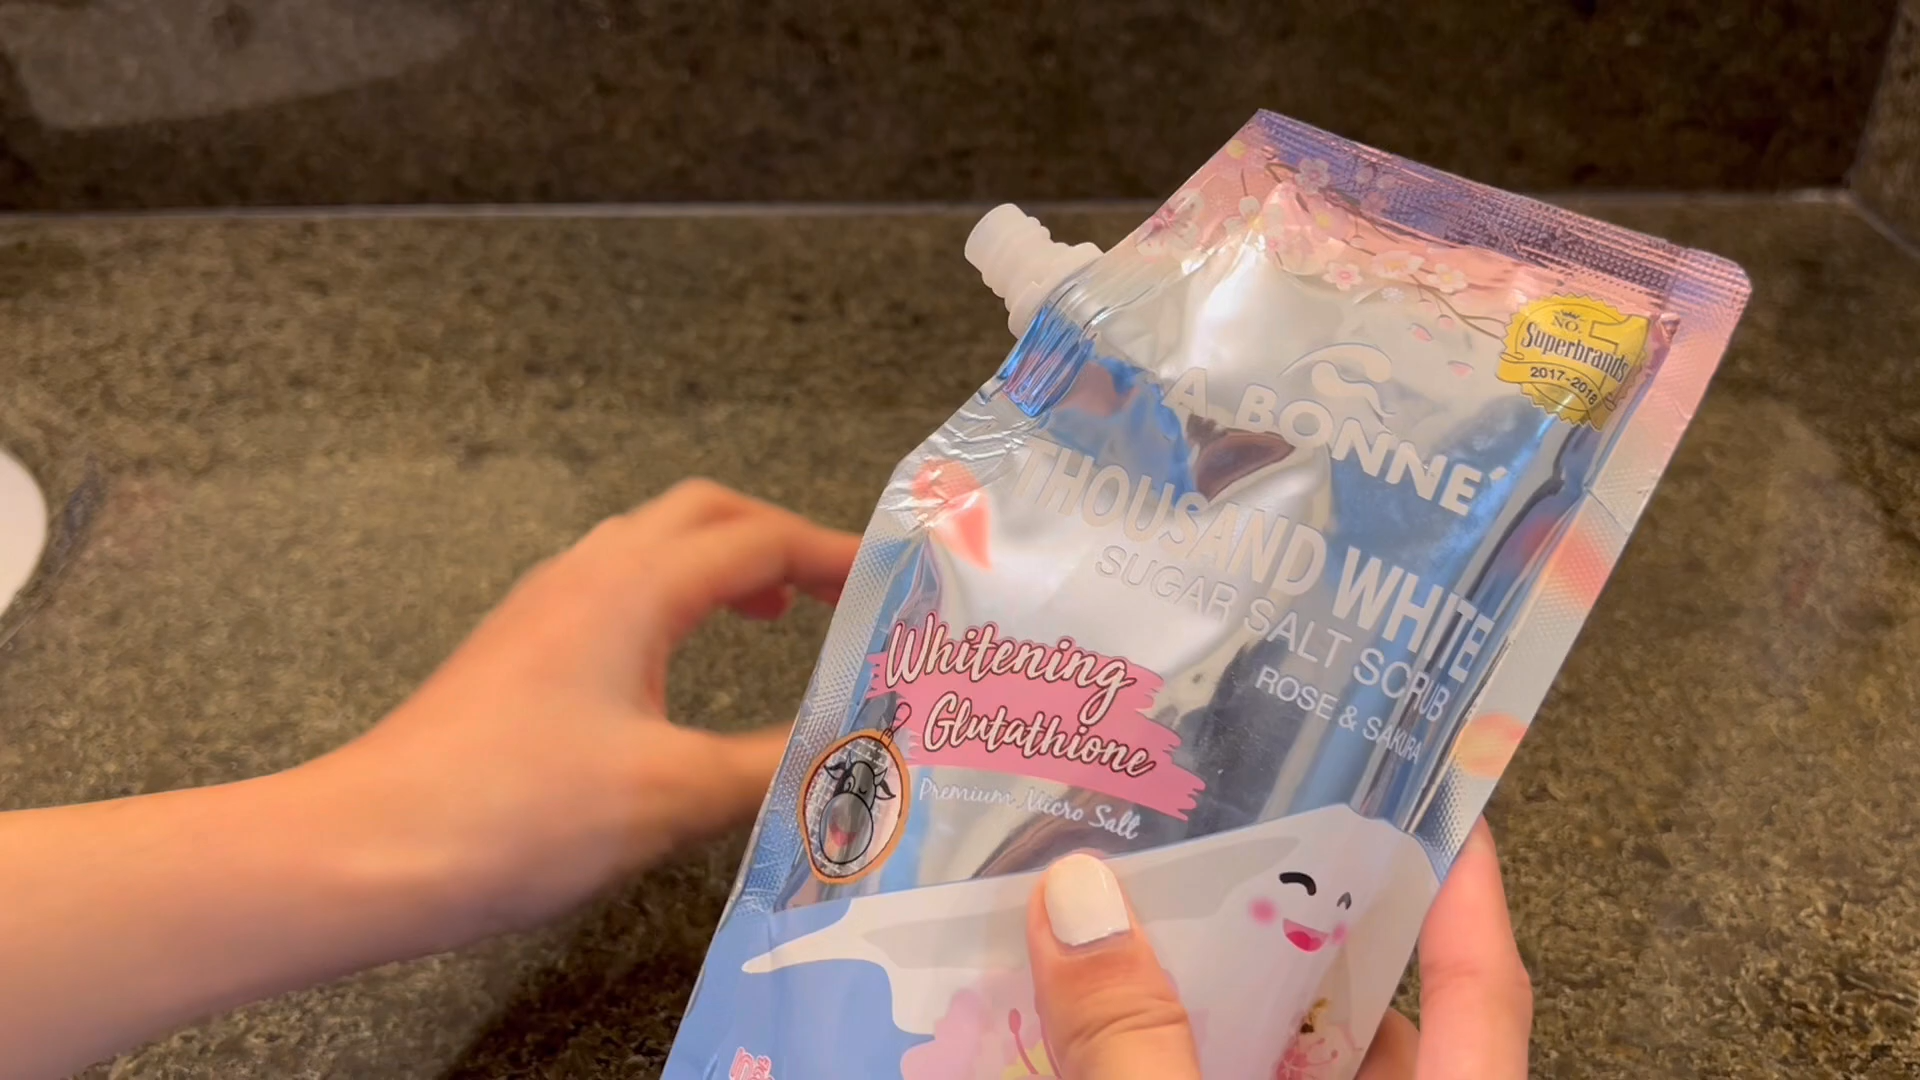 NO. 1
Superbrands
2017-2018
A BONNE'
THOUSAND WHITE
SUGAR SALT SCRUB
ROSE & SAKURA
Whitening
Glutathione
Premium Micro Salt